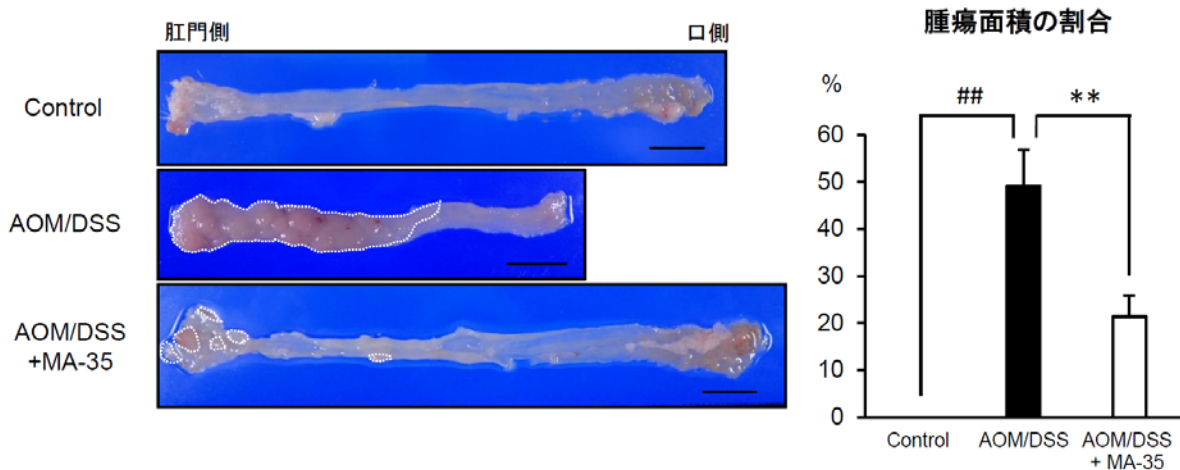 肛門側
口側
Control
AOM/DSS
AOM/DSS
+MA-35
腫瘍面積の割合
%
##
**
60
50
40
30
20
10
0
Control
AOM/DSS
AOM/DSS
+ MA-35